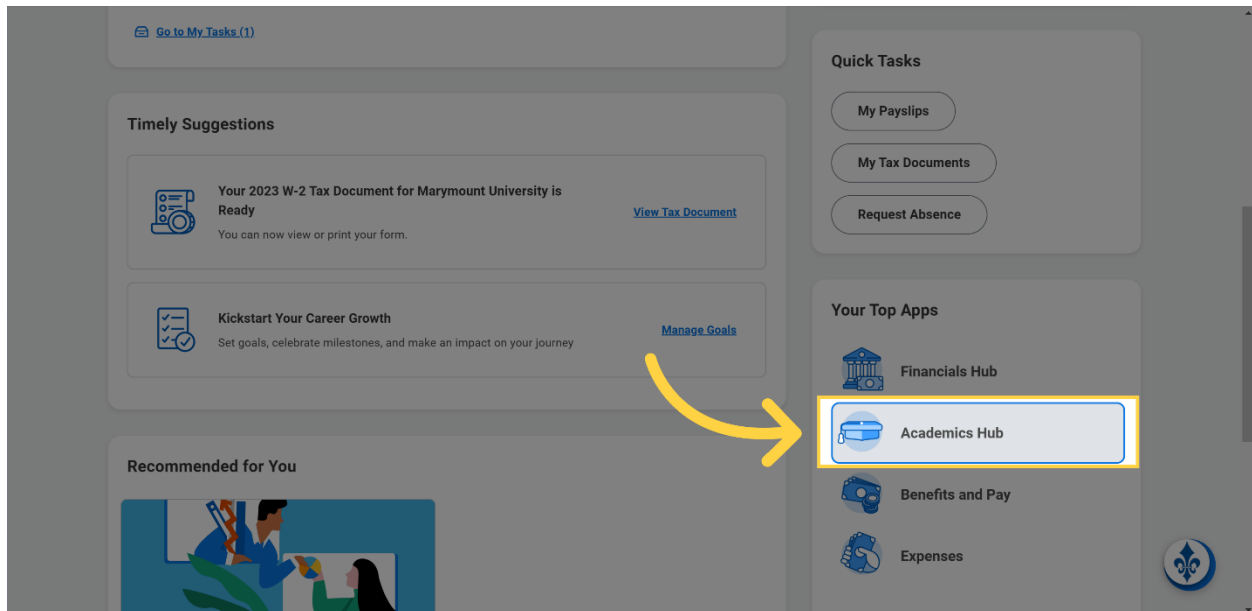 Go to My Tasks (1)
Timely Suggestions
Your 2023 W-2 Tax Document for Marymount University is
Ready
You can now view or print your form.
View Tax Document
Kickstart Your Career Growth
Set goals, celebrate milestones, and make an impact on your journey
Manage Goals
Recommended for You
Quick Tasks
My Payslips
My Tax Documents
Request Absence
Your Top Apps
Financials Hub
Academics Hub
Benefits and Pay
Expenses